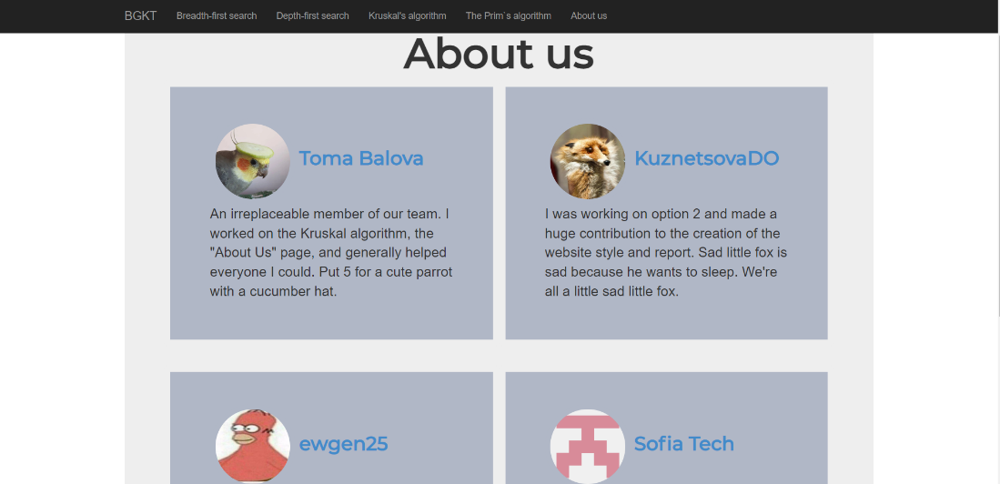 BGKT Breadth-first search Depth-first search Kruskal's algorithm The Prim`s algorithm About us
About us
Toma Balova
An irreplaceable member of our team. I
worked on the Kruskal algorithm, the
"About Us" page, and generally helped
everyone I could. Put 5 for a cute parrot
with a cucumber hat.
KuznetsovaDO
I was working on option 2 and made a
huge contribution to the creation of the
website style and report. Sad little fox is
sad because he wants to sleep. We're
all a little sad little fox.
ewgen25
Sofia Tech